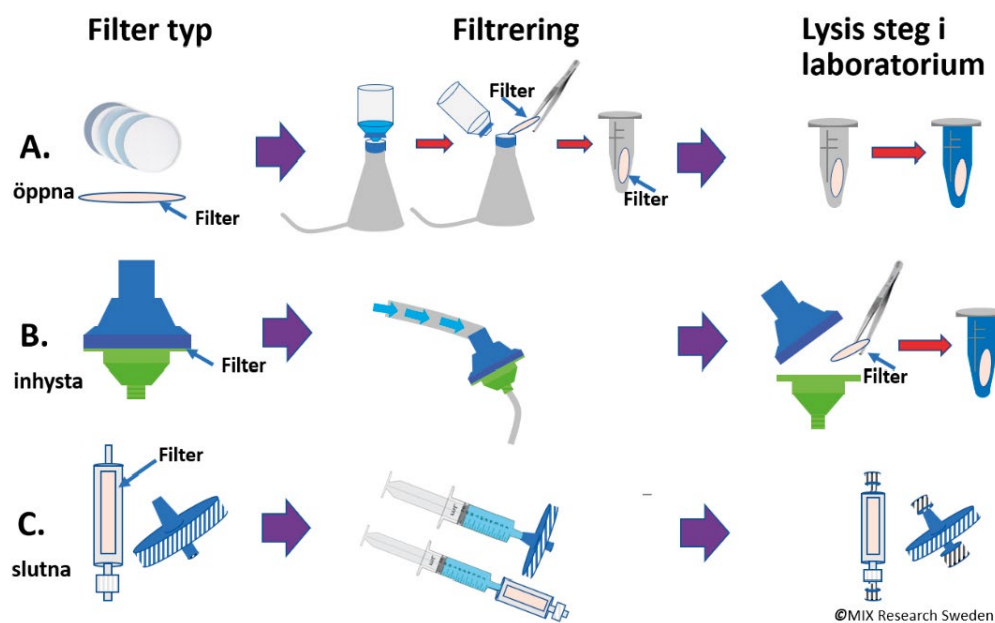 Filter typ
Filtrering
Lysis steg i
laboratorium
A.
öppna
Filter
Filter
Filter
B.
inhysta
Filter
Filter
C.
slutna
Filter
©MIX Research Sweden